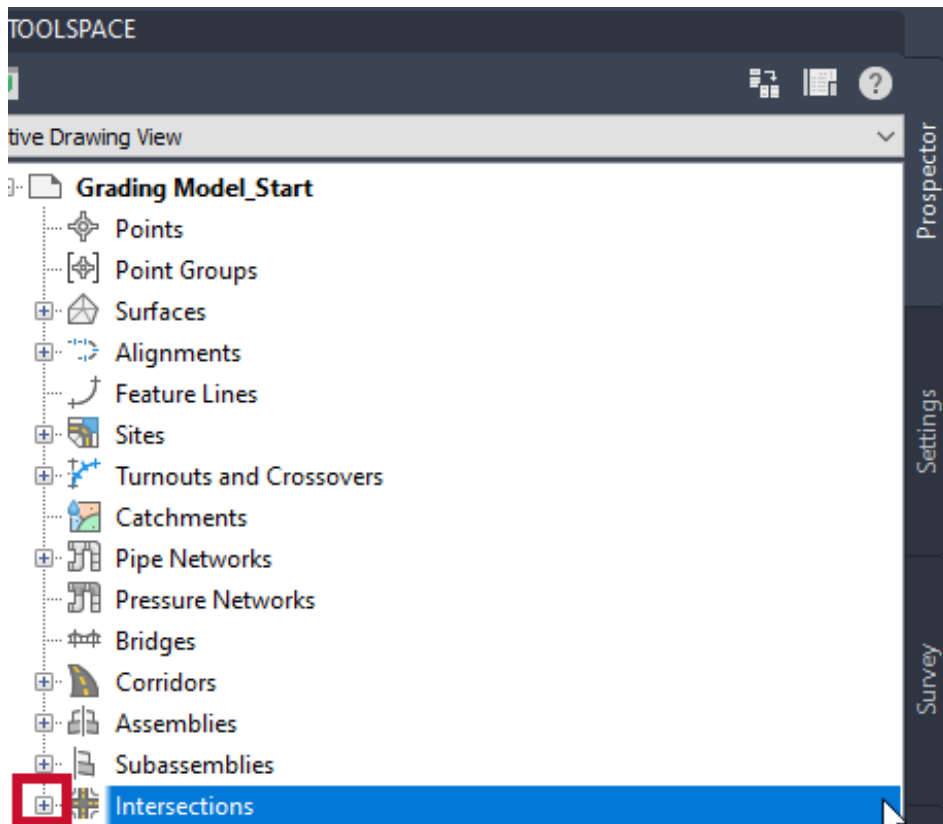 TOOLSPACE
?
tive Drawing View
Grading Model_Start
Points
Point Groups
Surfaces
Alignments
Feature Lines
Sites
Turnouts and Crossovers
Catchments
Pipe Networks
Pressure Networks
Bridges
Corridors
Assemblies
Subassemblies
Intersections
Prospector
Settings
Survey